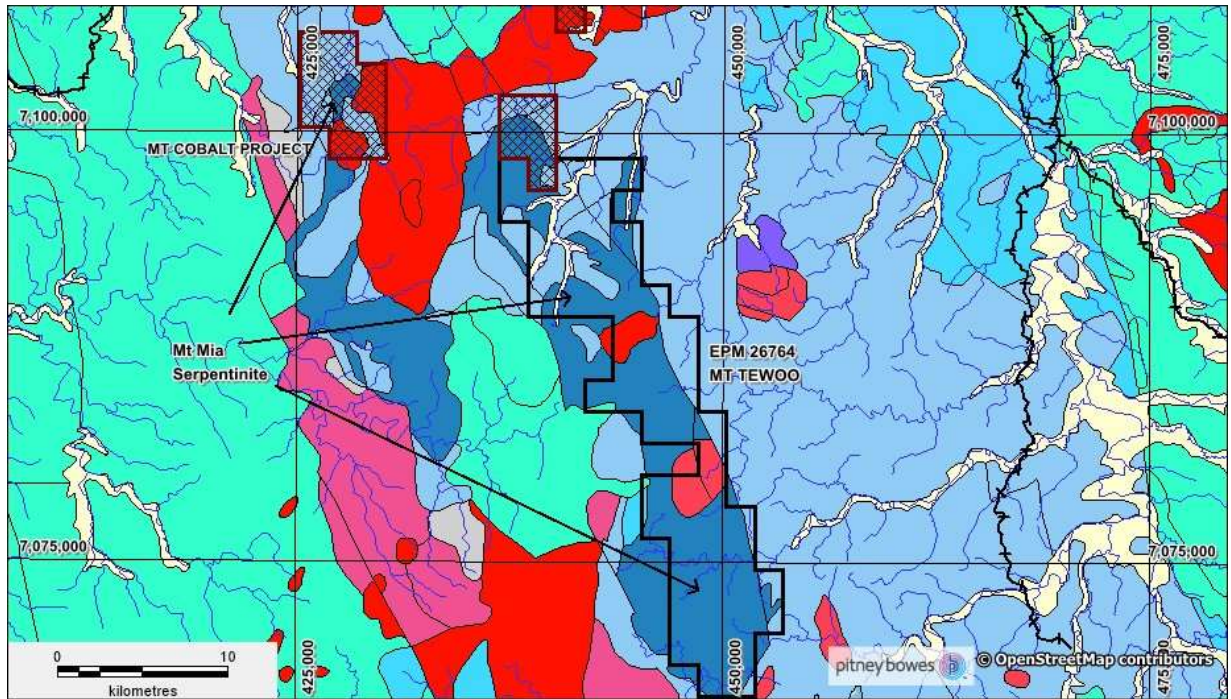 425,000
450,000
475,000
7,100,000
7,100,000
MT COBALT PROJECT
Mt Mia
Serpentinite
EPM 26764
MT TEWOO
7,075,000
7,075,000
0
10
kilometres
425,000
450,000
475,000
pitney bowes
© OpenStreetMap contributors